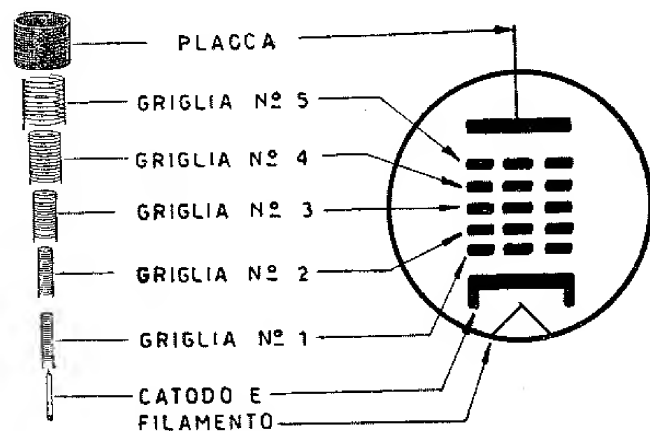 PLACCA
GRIGLIA Nº 5
GRIGLIA Nº 4
GRIGLIA Nº 3
GRIGLIA Nº 2
GRIGLIA Nº 1
CATODO E
FILAMENTO